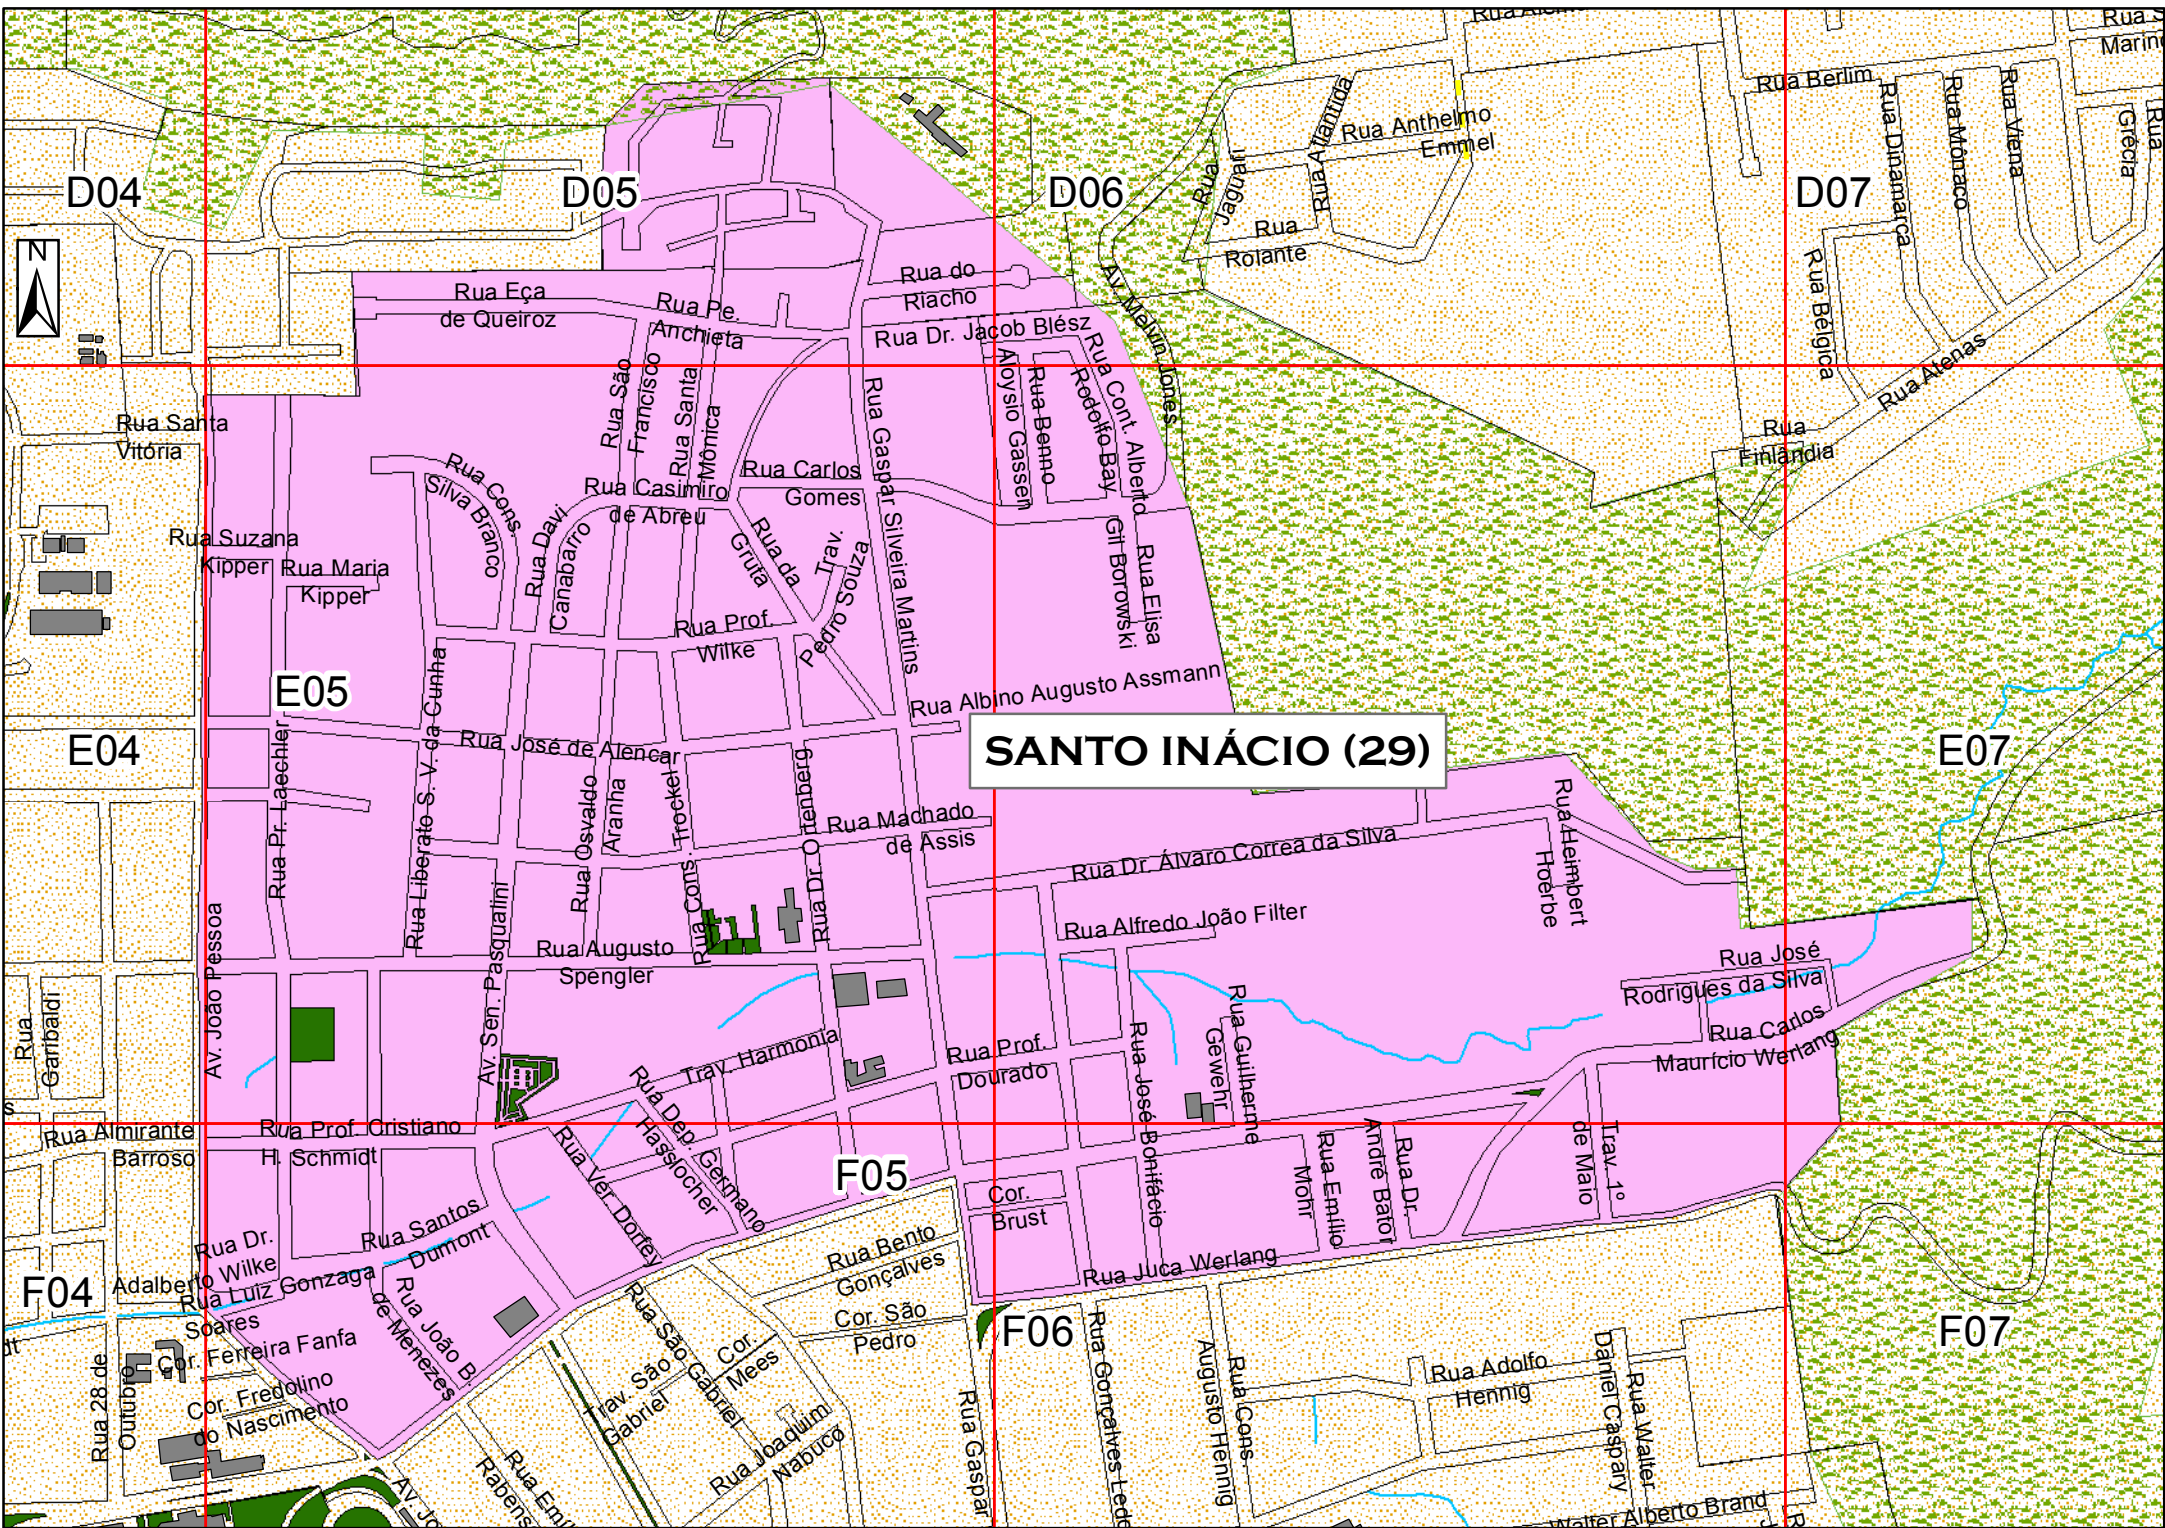 Rua Berlim
Marino
Rua Dinamarca
Rua Mônaco
Rua Viena
Grécia
Rua
Rua Atlantida
Rua Anthelmo
Emmel
Rua
Jaguari
Rua
Rolante
D04
D05
D06
D07
N
Rua Eça
de Queiroz
Rua Pe.
Anchieta
Rua do
Riacho
Rua Dr. Jacob Blész
Av. Melvin Jones
Rua Bélgica
Rua Atenas
Rua
Finlândia
Rua Santa
Vitória
Rua São
Francisco
Rua Santa
Mônica
Rua Gaspar Silveira Martins
Aloysio Gassen
Rua Benno
Rodolfo Bay
Rua Cont. Alberto
Rua Cons.
Silva Branco
Rua Davi
Canabarro
Rua Casimiro
de Abreu
Rua Carlos
Gomes
Rua da
Gruta
Trav.
Pedro Souza
Gil Borowski
Rua Elisa
Rua Suzana
Kipper
Rua Maria
Kipper
Rua Prof.
Wilke
E05
Rua Albino Augusto Assmann
SANTO INÁCIO (29)
E04
E07
Rua Pr. Laechler
Rua Liberato S. V. da Cunha
Rua José de Alencar
Rua Osvaldo
Aranha
Rua Cons. Trockel
Rua Dr. Ortenberg
Rua Machado
de Assis
Rua Dr. Álvaro Correa da Silva
Rua Heimbert
Hoerbe
Rua Alfredo João Filter
Av. João Pessoa
Av. Sen. Pasqualini
Rua Augusto
Spengler
Rua José
Rodrigues da Silva
Rua Carlos
Maurício Werlang
Rua
Garibaldi
Trav. Harmonia
Rua Prof.
Dourado
Rua José Bonifácio
Rua Guilherme
Gewehr
Rua Almirante
Barroso
Rua Prof. Cristiano
H. Schmidt
Rua Dep. Germano
Hasslocher
Rua Ver. Dorfey
F05
Cor.
Brust
Rua Emílio
Mohr
Rua Dr.
André Bator
Trav. 1º
de Maio
Rua Dr.
Adalberto Wilke
Rua Santos
Dumont
Rua Luiz Gonzaga
Soares
F04
Rua João B.
de Menezes
Rua Bento
Gonçalves
Cor. São
Pedro
Rua Juca Werlang
F06
F07
Cor. Ferreira Fanfa
Cor. Fredolino
do Nascimento
Rua 28 de
Outubro
Rua São Gabriel
Trav. São
Gabriel
Cor.
Mees
Rua Joaquim
Nabuco
Rua Gaspar
Rua Cons
Augusto Hennig
Rua Adolfo
Hennig
Rua Walter
Daniel Caspary
Walter Alberto Brand